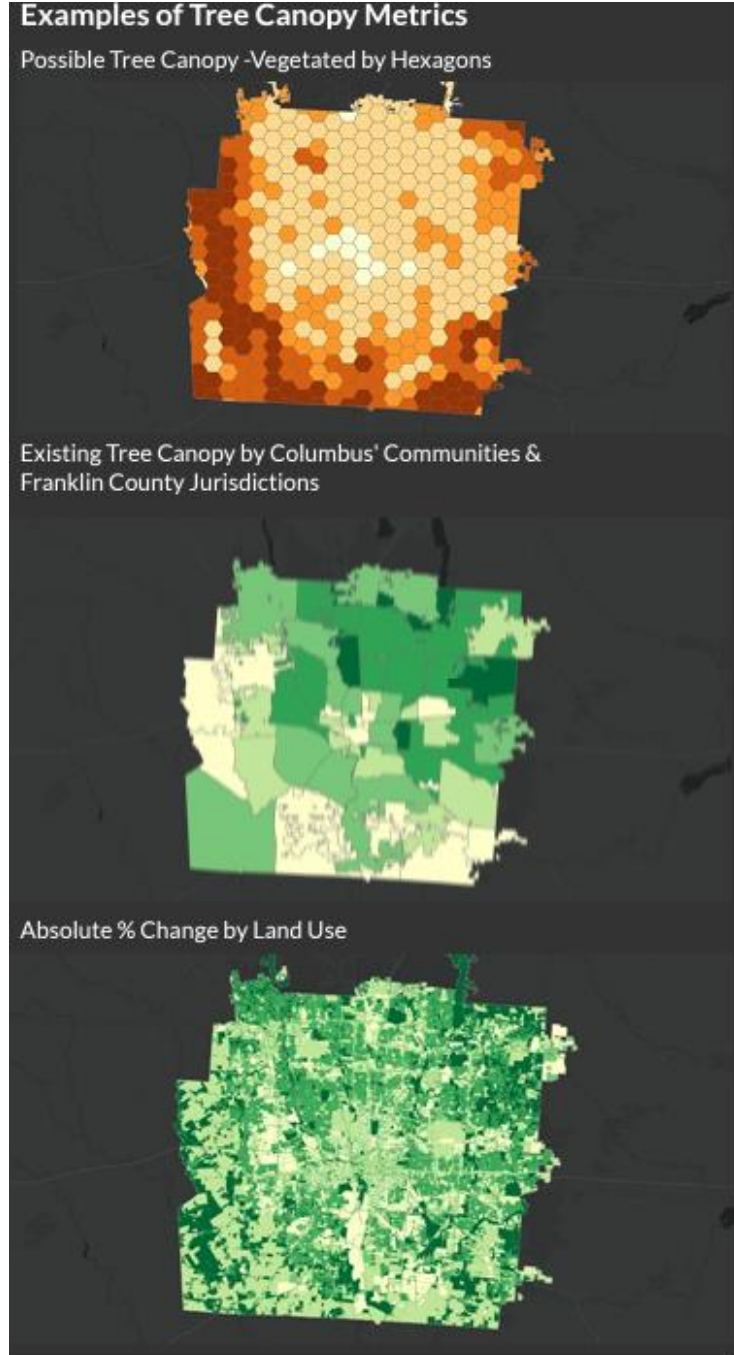 Examples of Tree Canopy Metrics
Possible Tree Canopy -Vegetated by Hexagons
Existing Tree Canopy by Columbus' Communities &
Franklin County Jurisdictions
Absolute % Change by Land Use